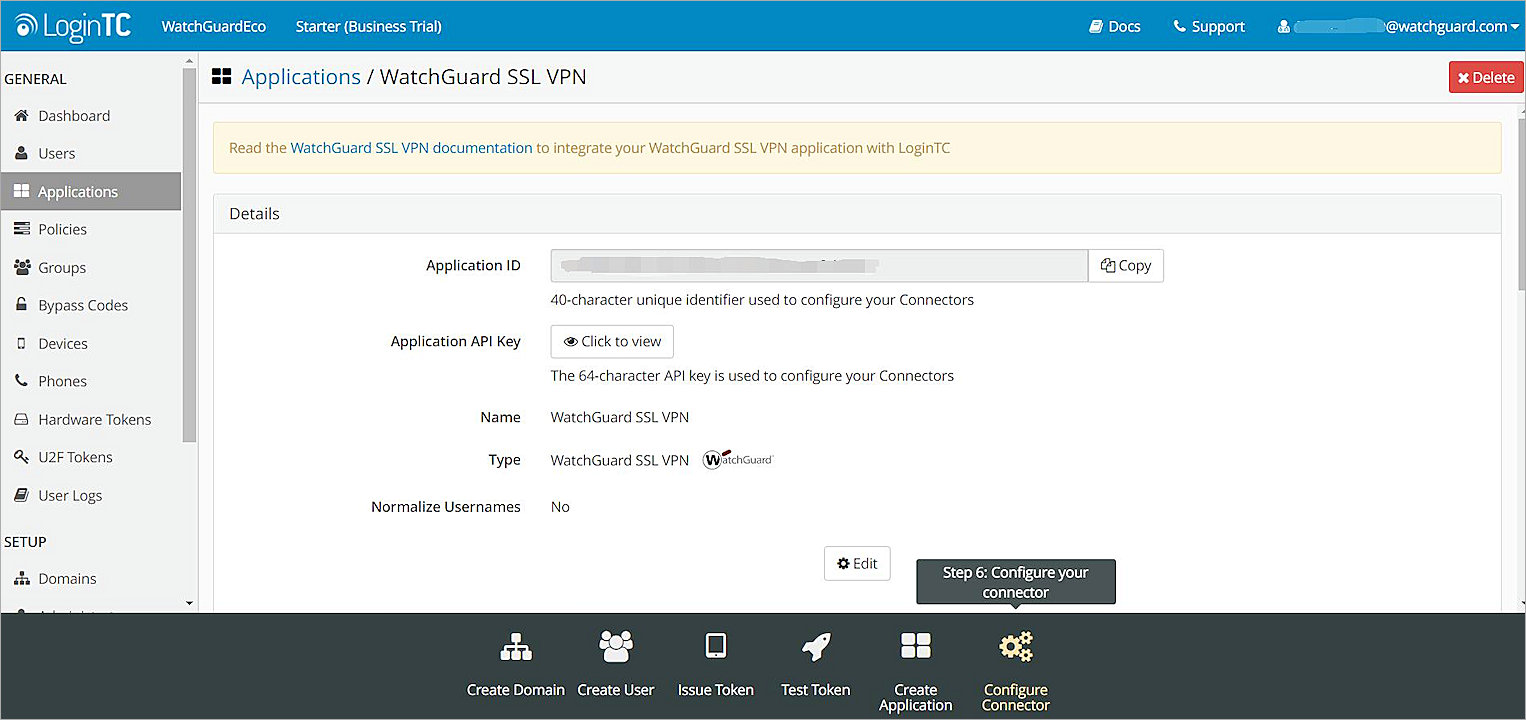 LoginTC WatchGuardEco Starter (Business Trial) Docs Support @watchguard.com
GENERAL
Dashboard
Users
Applications
Policies
Groups
Bypass Codes
Devices
Phones
Hardware Tokens
U2F Tokens
User Logs
SETUP
Domains
Applications / WatchGuard SSL VPN
Delete
Read the WatchGuard SSL VPN documentation to integrate your WatchGuard SSL VPN application with LoginTC
Details
Application ID
Copy
40-character unique identifier used to configure your Connectors
Application API Key
Click to view
The 64-character API key is used to configure your Connectors
Name WatchGuard SSL VPN
Type WatchGuard SSL VPN WatchGuard
Normalize Usernames No
Edit
Step 6: Configure your
connector
Create Domain
Create User
Issue Token
Test Token
Create
Application
Configure
Connector